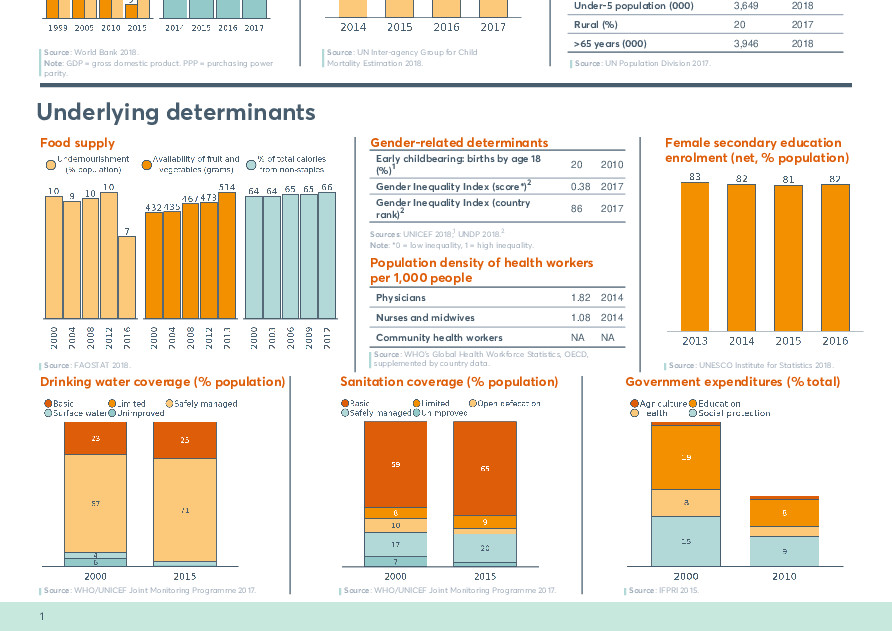 Under-5 population (000) 3,649 2018
1999 2005 2010 2015
2014 2015 2016 2017
2014 2015 2016 2017
Rural (%) 20 2017
>65 years (000) 3,946 2018
Source: World Bank 2018.
Note: GDP = gross domestic product. PPP = purchasing power
parity.
Source: UN Inter-agency Group for Child
Mortality Estimation 2018.
Source: UN Population Division 2017.
Underlying determinants
Food supply
Undernourishment
(% population)
Availability of fruit and
vegetables (grams)
% of total calories
from non-staples
10 9 10 10 7
432 435 467 473 514
64 64 65 65 66
2000 2004 2008 2012 2016
2000 2004 2008 2012
2000 2006 2009 2012
Source: FAOSTAT 2018.
Gender-related determinants
Early childbearing: births by age 18
(%)1 20 2010
Gender Inequality Index (score*)2 0.38 2017
Gender Inequality Index (country
rank)2 86 2017
Sources: UNICEF 2018,1 UNDP 2018.2
Note: *0 = low inequality, 1 = high inequality.
Population density of health workers
per 1,000 people
Physicians 1.82 2014
Nurses and midwives 1.08 2014
Community health workers NA NA
Source: WHO's Global Health Workforce Statistics, OECD,
supplemented by country data.
Female secondary education
enrolment (net, % population)
83 82 81 82
2013 2014 2015 2016
Source: UNESCO Institute for Statistics 2018.
Drinking water coverage (% population)
Basic Limited Safely managed
Surface water Unimproved
23 67 4 6
25 71
2000 2015
Source: WHO/UNICEF Joint Monitoring Programme 2017.
Sanitation coverage (% population)
Basic Limited Open defecation
Safely managed Unimproved
59 8 10 17 7
65 9 20
2000 2015
Source: WHO/UNICEF Joint Monitoring Programme 2017.
Government expenditures (% total)
Agriculture Education
Health Social protection
19 8 15
9
2000 2010
Source: IFPRI 2015.
1